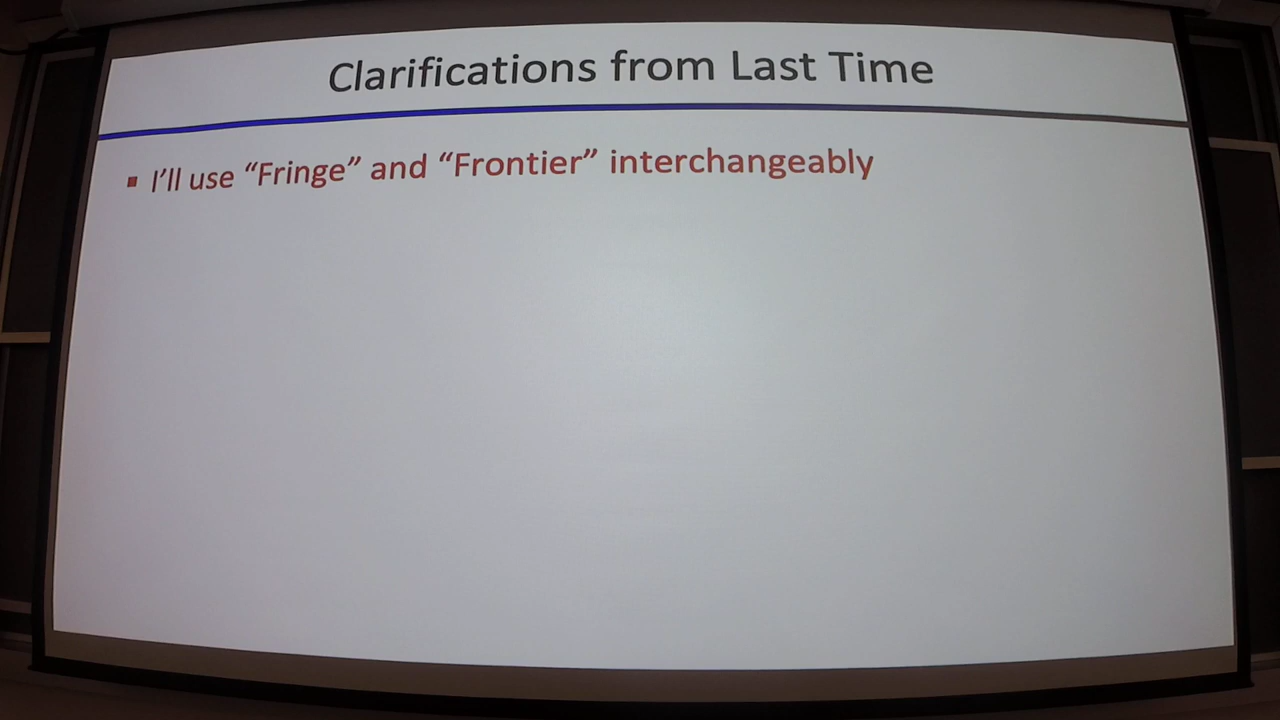 Clarifications from Last Time
▪ I’ll use “Fringe” and “Frontier” interchangeably